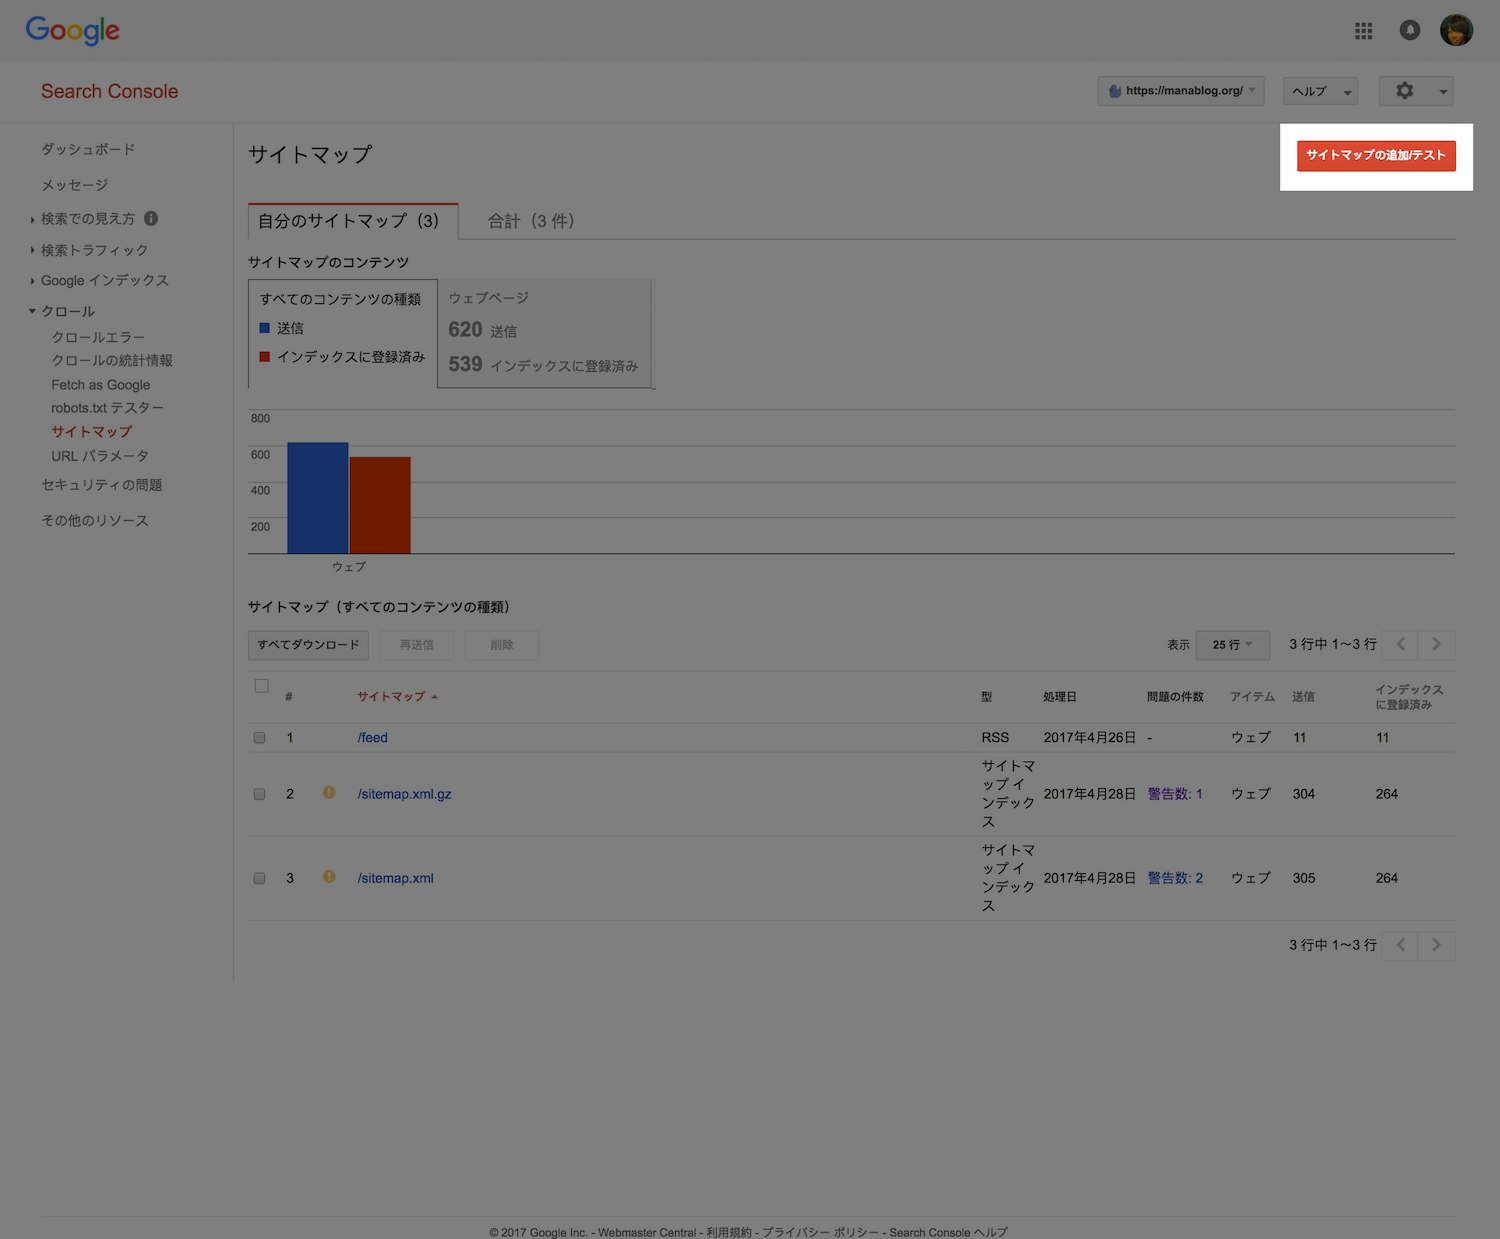 Google
Search Console
https://manablog.org/
ヘルプ
ダッシュボード
メッセージ
検索での見え方
検索トラフィック
Google インデックス
クロール
クロールエラー
クロールの統計情報
Fetch as Google
robots.txt テスター
サイトマップ
URL パラメータ
セキュリティの問題
その他のリソース
サイトマップ
サイトマップの追加/テスト
自分のサイトマップ（3） 合計（3 件）
サイトマップのコンテンツ
すべてのコンテンツの種類
送信
インデックスに登録済み
ウェブページ
620 送信
539 インデックスに登録済み
800
600
400
200
ウェブ
サイトマップ（すべてのコンテンツの種類）
すべてダウンロード 再送信 削除 表示 25 行 3 行中 1～3 行
# サイトマップ 型 処理日 問題の件数 アイテム 送信 インデックス
に登録済み
1 /feed RSS 2017年4月26日 - ウェブ 11 11
サイトマ
ップ イ
2 /sitemap.xml.gz ンデック 2017年4月28日 警告数: 1 ウェブ 304 264
ス
サイトマ
ップ イ
3 /sitemap.xml ンデック 2017年4月28日 警告数: 2 ウェブ 305 264
ス
3 行中 1～3 行
© 2017 Google Inc. - Webmaster Central - 利用規約 - プライバシー ポリシー - Search Console ヘルプ